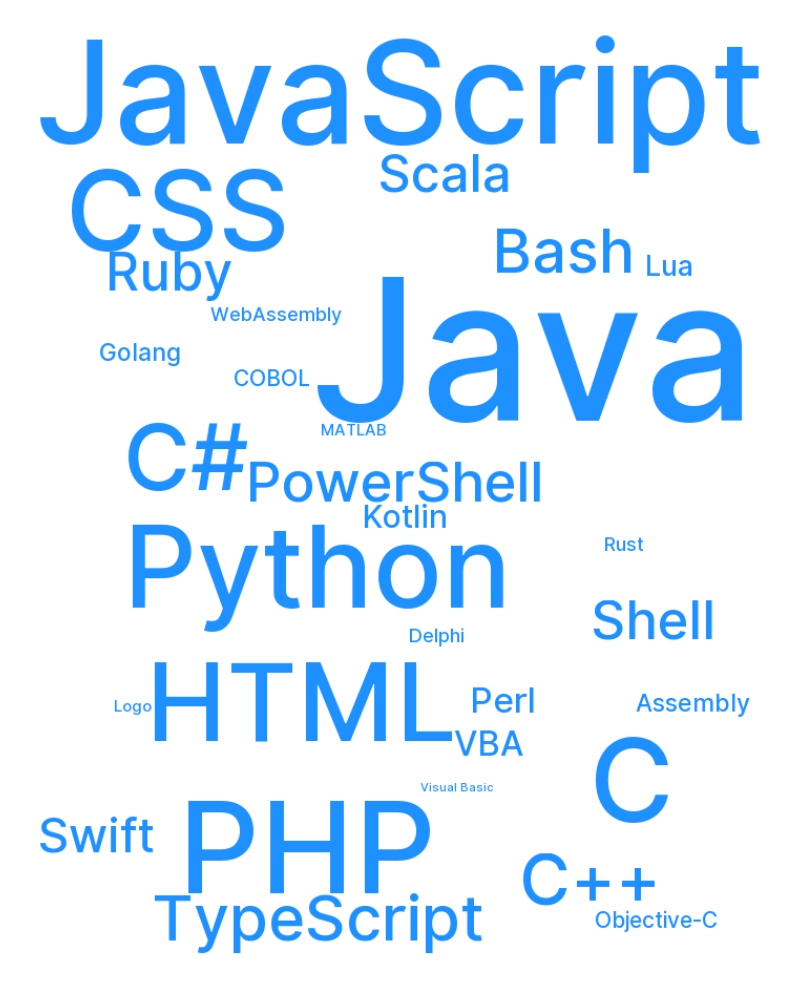 JavaScript
Scala
CSS
Bash
Lua
Ruby
WebAssembly
Java
Golang
COBOL
MATLAB
C#
PowerShell
Kotlin
Python
Rust
Shell
Delphi
HTML
Logo
Perl
Assembly
VBA
C
Visual Basic
Swift
PHP
C++
TypeScript
Objective-C